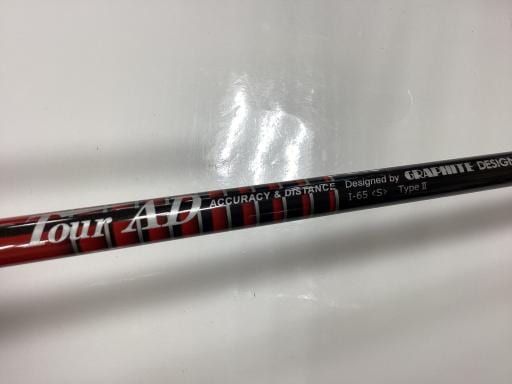 Tour AD ACCURACY & DISTANCE
Designed by GRAPHITE DESIGN
I-65 <S> Type II